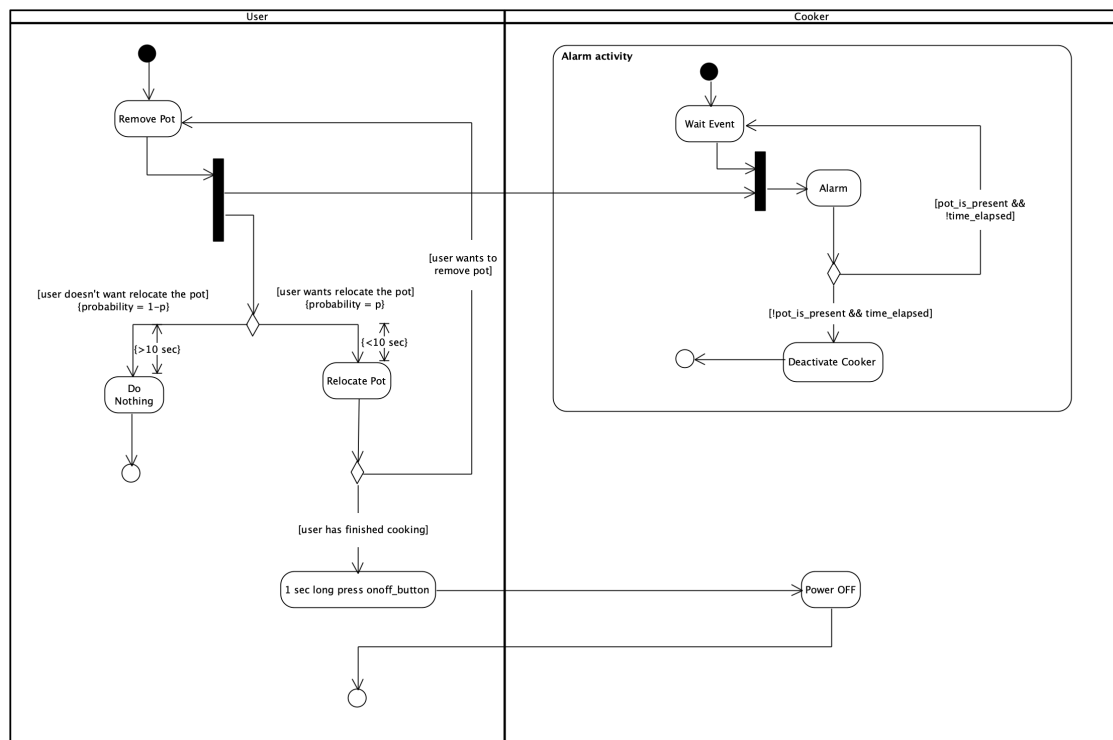 User
Cooker
Alarm activity
Remove Pot
Wait Event
Alarm
[pot_is_present &&
!time_elapsed]
[user wants to
remove pot]
[user doesn't want relocate the pot]
{probability = 1-p}
[user wants relocate the pot]
{probability = p}
[!pot_is_present && time_elapsed]
{>10 sec}
{<10 sec}
Deactivate Cooker
Do
Nothing
Relocate Pot
[user has finished cooking]
1 sec long press onoff_button
Power OFF